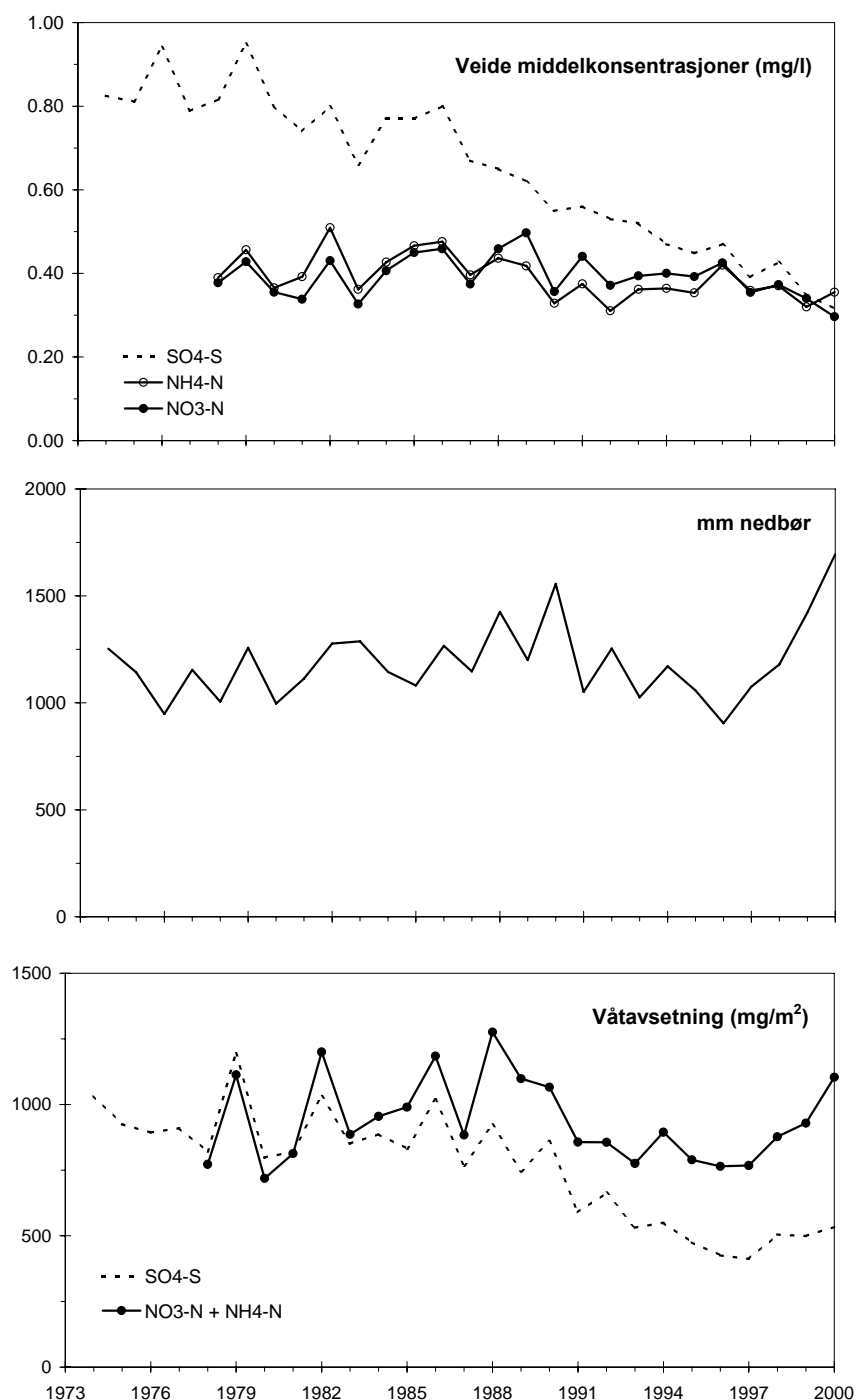 1.00
Veide middelkonsentrasjoner (mg/l)
0.80
0.60
0.40
SO4-S
0.20
NH4-N
NO3-N
0.00
2000
mm nedbør
1500
1000
500
0
1500
Våtavsetning (mg/m²)
1000
500
SO4-S
NO3-N + NH4-N
0
1973 1976 1979 1982 1985 1988 1991 1994 1997 2000